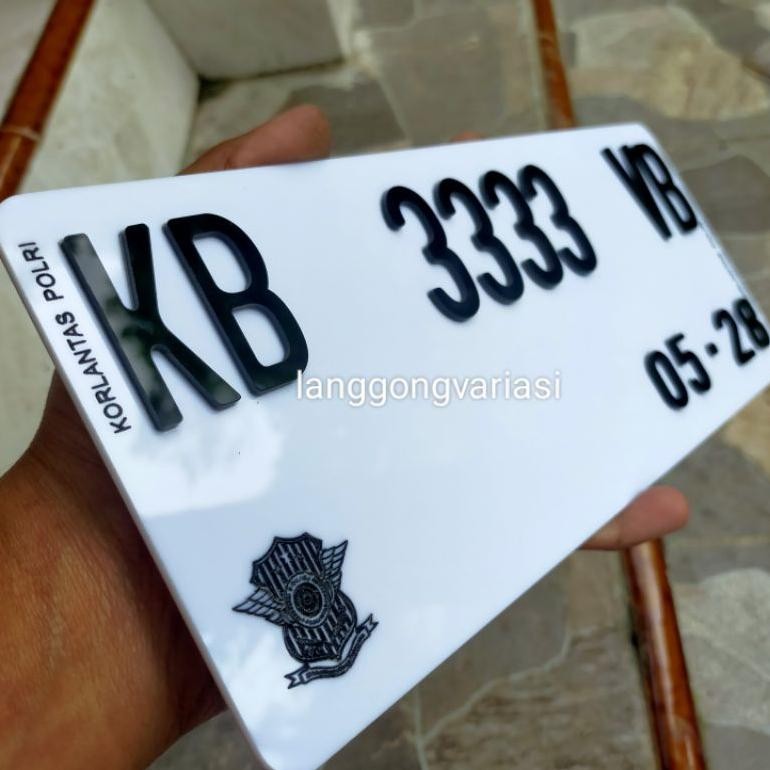 KORLANTAS POLRI
KB 3333 VB
05-28
langgongvariasi